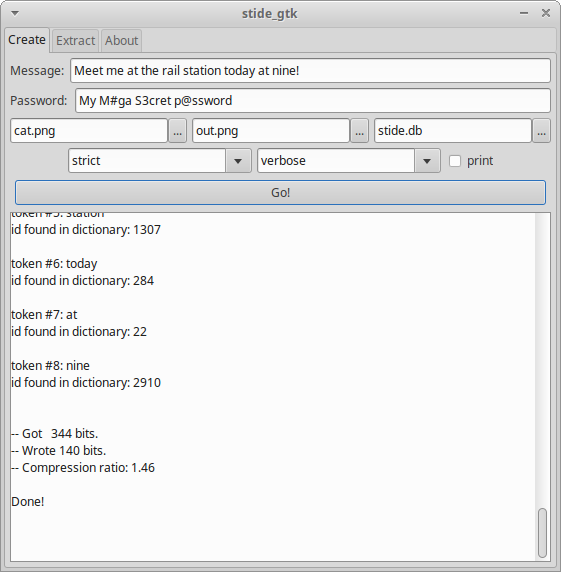 stide_gtk
Create Extract About
Message: Meet me at the rail station today at nine!
Password: My M#ga S3cret p@ssword
cat.png ... out.png ... stide.db ...
strict verbose print
Go!
token #5: station
id found in dictionary: 1307
token #6: today
id found in dictionary: 284
token #7: at
id found in dictionary: 22
token #8: nine
id found in dictionary: 2910
-- Got 344 bits.
-- Wrote 140 bits.
-- Compression ratio: 1.46
Done!